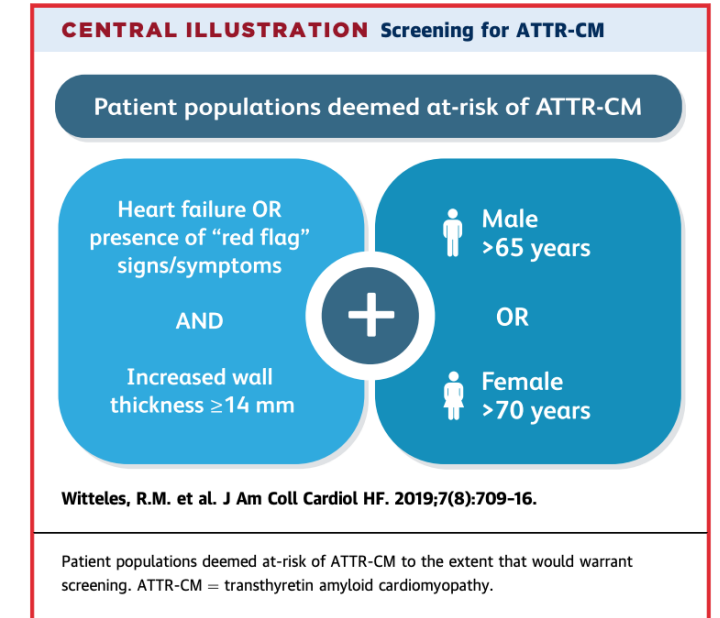 CENTRAL ILLUSTRATION Screening for ATTR-CM
Patient populations deemed at-risk of ATTR-CM
Heart failure OR
presence of “red flag”
signs/symptoms
AND
Increased wall
thickness ≥14 mm
+
Male
>65 years
OR
Female
>70 years
Witteles, R.M. et al. J Am Coll Cardiol HF. 2019;7(8):709–16.
Patient populations deemed at-risk of ATTR-CM to the extent that would warrant
screening. ATTR-CM = transthyretin amyloid cardiomyopathy.